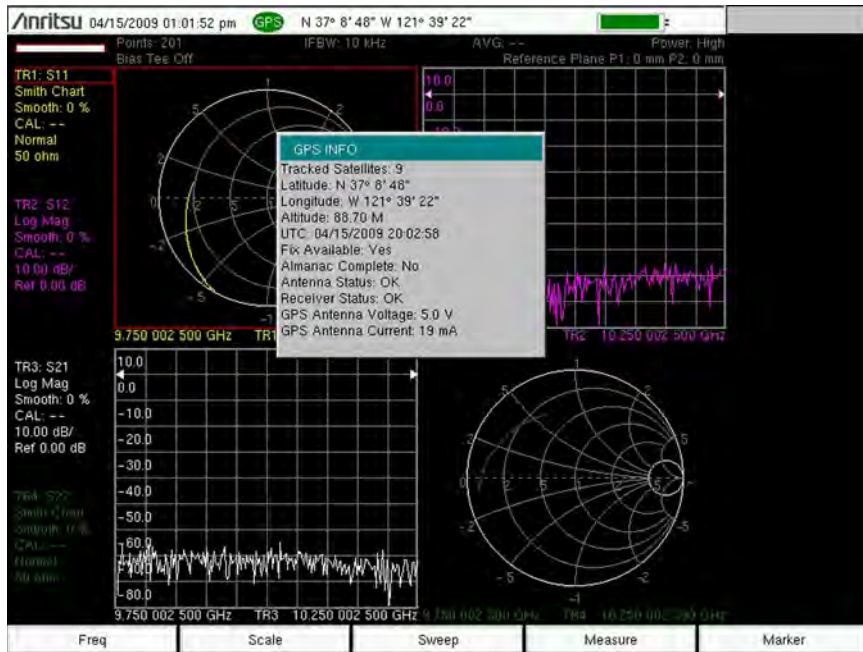 Anritsu 04/15/2009 01:01:52 pm GPS N 37° 8' 48" W 121° 39' 22"
Points: 201 IFBW: 10 kHz AVG: -- Power: High
Bias Tee Off Reference Plane P1: 0 mm P2: 0 mm
TR1: S11
Smith Chart
Smooth: 0 %
CAL: --
Normal
50 ohm
TR2: S12
Log Mag
Smooth: 0 %
CAL: --
10.00 dB/
Ref 0.00 dB
10.0
0.0
GPS INFO
Tracked Satellites: 9
Latitude: N 37° 8' 48"
Longitude: W 121° 39' 22"
Altitude: 88.70 M
UTC: 04/15/2009 20:02:58
Fix Available: Yes
Almanac Complete: No
Antenna Status: OK
Receiver Status: OK
GPS Antenna Voltage: 5.0 V
GPS Antenna Current: 19 mA
9.750 002 500 GHz TR1 TR2 10.250 002 500 GHz
TR3: S21
Log Mag
Smooth: 0 %
CAL: --
10.00 dB/
Ref 0.00 dB
10.0
0.0
-10.0
-20.0
-30.0
-40.0
-50.0
-60.0
-80.0
TR4: S22
Smith Chart
Smooth: 0 %
CAL: --
Normal
50 ohm
9.750 002 500 GHz TR3 10.250 002 500 GHz 9.750 002 500 GHz TR4 10.250 002 500 GHz
Freq Scale Sweep Measure Marker